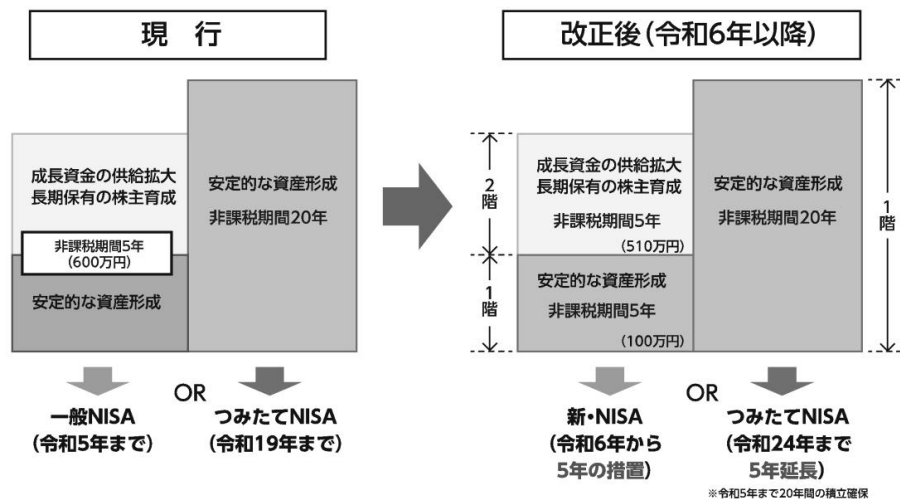 現 行
成長資金の供給拡大
長期保有の株主育成
非課税期間5年
(600万円)
安定的な資産形成
安定的な資産形成
非課税期間20年
OR
一般NISA
(令和5年まで)
つみたてNISA
(令和19年まで)
改正後(令和6年以降)
2階
1階
成長資金の供給拡大
長期保有の株主育成
非課税期間5年
(510万円)
安定的な資産形成
非課税期間5年
(100万円)
安定的な資産形成
非課税期間20年
1階
OR
新・NISA
(令和6年から
5年の措置)
つみたてNISA
(令和24年まで
5年延長)
※令和5年まで20年間の積立確保